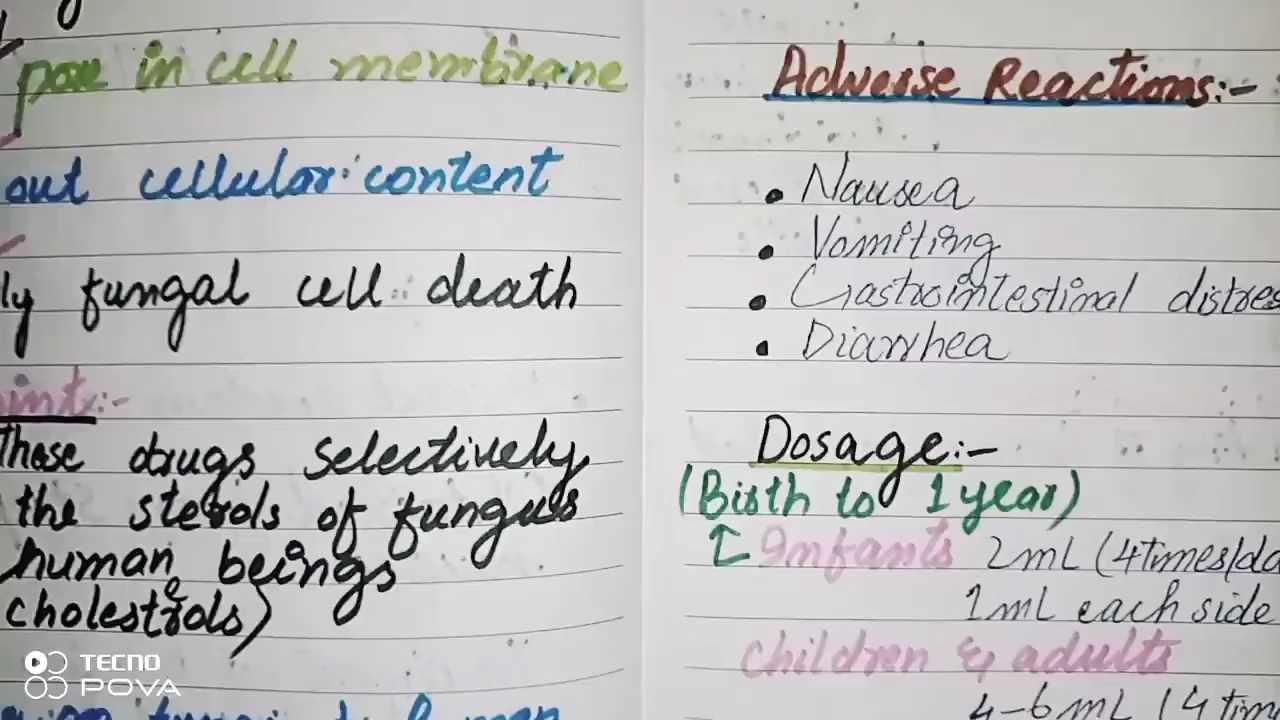 pore in cell membrane
out cellular content
ly fungal cell death
int:-
These drugs selectively
the sterols of fungus
human beings
cholestrols)
Adverse Reactions:-
• Nausea
• Vomiting
• Gastrointestinal distres
• Diarrhea
Dosage:-
(Birth to 1 year)
Infants 2mL (4times/da
1mL each side
children & adults
4-6mL (4 tim
TECNO
POVA